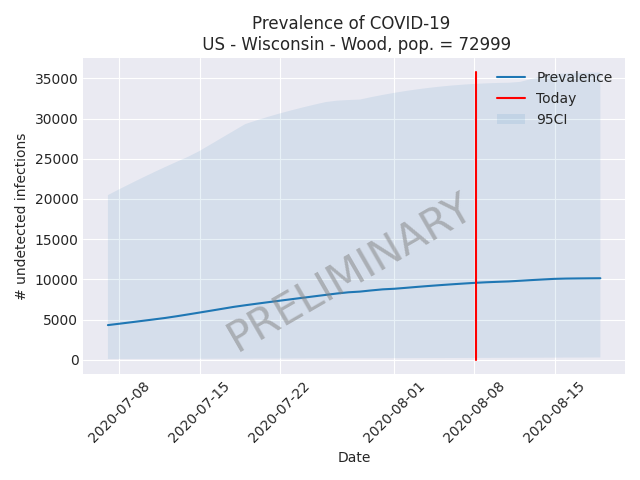 Prevalence of COVID-19
US - Wisconsin - Wood, pop. = 72999
35000
30000
25000
20000
15000
10000
5000
0
# undetected infections
Prevalence
Today
95CI
PRELIMINARY
2020-07-08
2020-07-15
2020-07-22
2020-08-01
2020-08-08
2020-08-15
Date